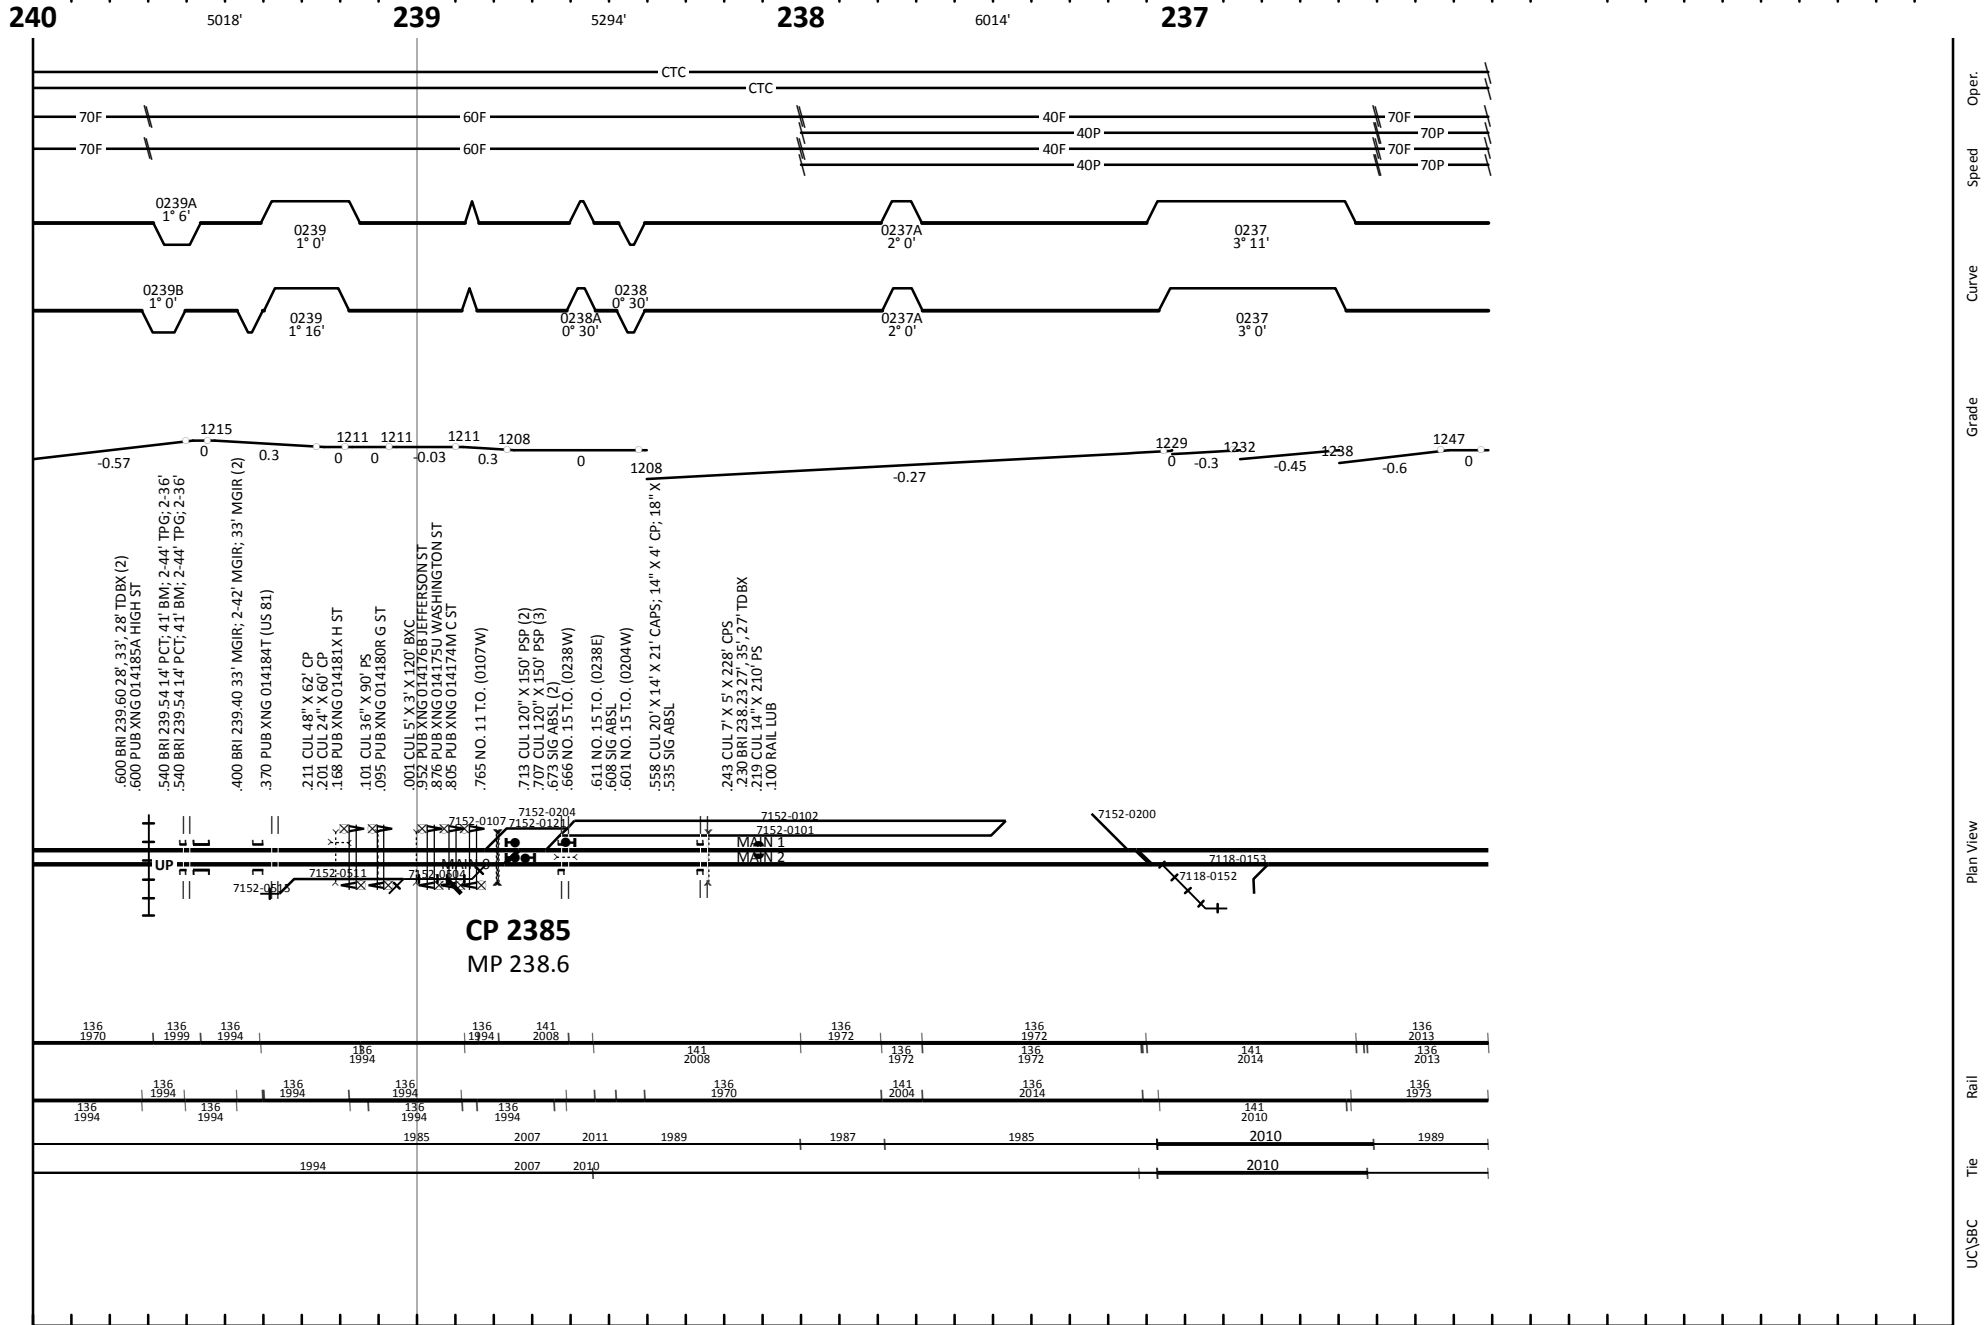 240
5018'
239
5294'
238
6014'
237
CTC
CTC
70F
60F
40F
70F
40P
70P
70F
60F
40F
70F
40P
70P
Oper.
Speed
0239A
1° 6'
0239
1° 0'
0237A
2° 0'
0237
3° 11'
0239B
1° 0'
0239
1° 16'
0238A
0° 30'
0238
0° 30'
0237A
2° 0'
0237
3° 0'
Curve
1215
1211
1211
1211
1208
1208
1229
1232
1238
1247
-0.57
0
0.3
0
0
-0.03
0.3
0
-0.27
0
-0.3
-0.45
-0.6
0
Grade
.600 BRI 239.60 28', 33', 28' TDBX (2)
.600 PUB XNG 014185A HIGH ST
.540 BRI 239.54 14' PCT; 41' BM; 2-44' TPG; 2-36'
.540 BRI 239.54 14' PCT; 41' BM; 2-44' TPG; 2-36'
.400 BRI 239.40 33' MGIR; 2-42' MGIR; 33' MGIR (2)
.370 PUB XNG 014184T (US 81)
.211 CUL 48" X 62' CP
.201 CUL 24" X 60' CP
.168 PUB XNG 014181X H ST
.101 CUL 36" X 90' PS
.095 PUB XNG 014180R G ST
.001 CUL 5' X 3' X 120' BXC
.952 PUB XNG 014176B JEFFERSON ST
.876 PUB XNG 014175U WASHINGTON ST
.805 PUB XNG 014174M C ST
.765 NO. 11 T.O. (0107W)
.713 CUL 120" X 150' PSP (2)
.707 CUL 120" X 150' PSP (3)
.673 SIG ABSL (2)
.666 NO. 15 T.O. (0238W)
.611 NO. 15 T.O. (0238E)
.608 SIG ABSL
.601 NO. 15 T.O. (0204W)
.558 CUL 20' X 14' X 21' CAPS; 14" X 4' CP; 18" X
.535 SIG ABSL
.243 CUL 7' X 5' X 228' CPS
.230 BRI 238.23 27', 35', 27' TDBX
.219 CUL 14" X 210' PS
.100 RAIL LUB
7152-0107
7152-0204
7152-0121
7152-0102
7152-0101
7152-0200
MAIN 1
MAIN 2
UP
MAIN 0
7152-0515
7152-0511
7152-0504
7118-0153
7118-0152
Plan View
CP 2385
MP 238.6
136
1970
136
1999
136
1994
136
1994
136
1994
141
2008
141
2008
136
1972
136
1972
136
1972
136
1972
141
2014
136
2013
136
2013
136
1994
136
1994
136
1994
136
1994
136
1994
136
1994
136
1994
136
1970
141
2004
136
2014
141
2010
136
1973
Rail
1985
2007
2011
1989
1987
1985
2010
1989
1994
2007
2010
2010
Tie
UC\SBC